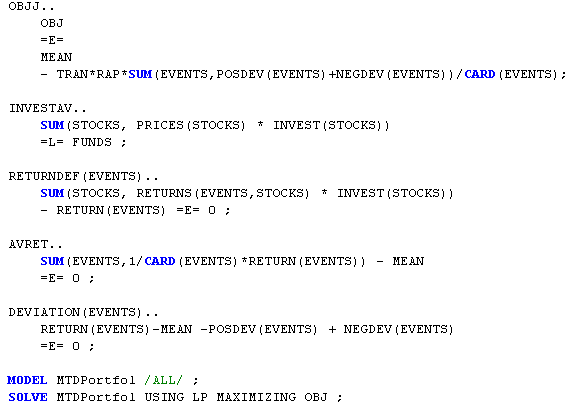 OBJJ..
OBJ
=E=
MEAN
- TRAN*RAP*SUM(EVENTS,POSDEV(EVENTS)+NEGDEV(EVENTS))/CARD(EVENTS);
INVESTAV..
SUM(STOCKS, PRICES(STOCKS) * INVEST(STOCKS))
=L= FUNDS ;
RETURNDEF(EVENTS)..
SUM(STOCKS, RETURNS(EVENTS,STOCKS) * INVEST(STOCKS))
- RETURN(EVENTS) =E= 0 ;
AVRET..
SUM(EVENTS,1/CARD(EVENTS)*RETURN(EVENTS)) - MEAN
=E= 0 ;
DEVIATION(EVENTS)..
RETURN(EVENTS)-MEAN -POSDEV(EVENTS) + NEGDEV(EVENTS)
=E= 0 ;
MODEL MTDPortfol /ALL/ ;
SOLVE MTDPortfol USING LP MAXIMIZING OBJ ;